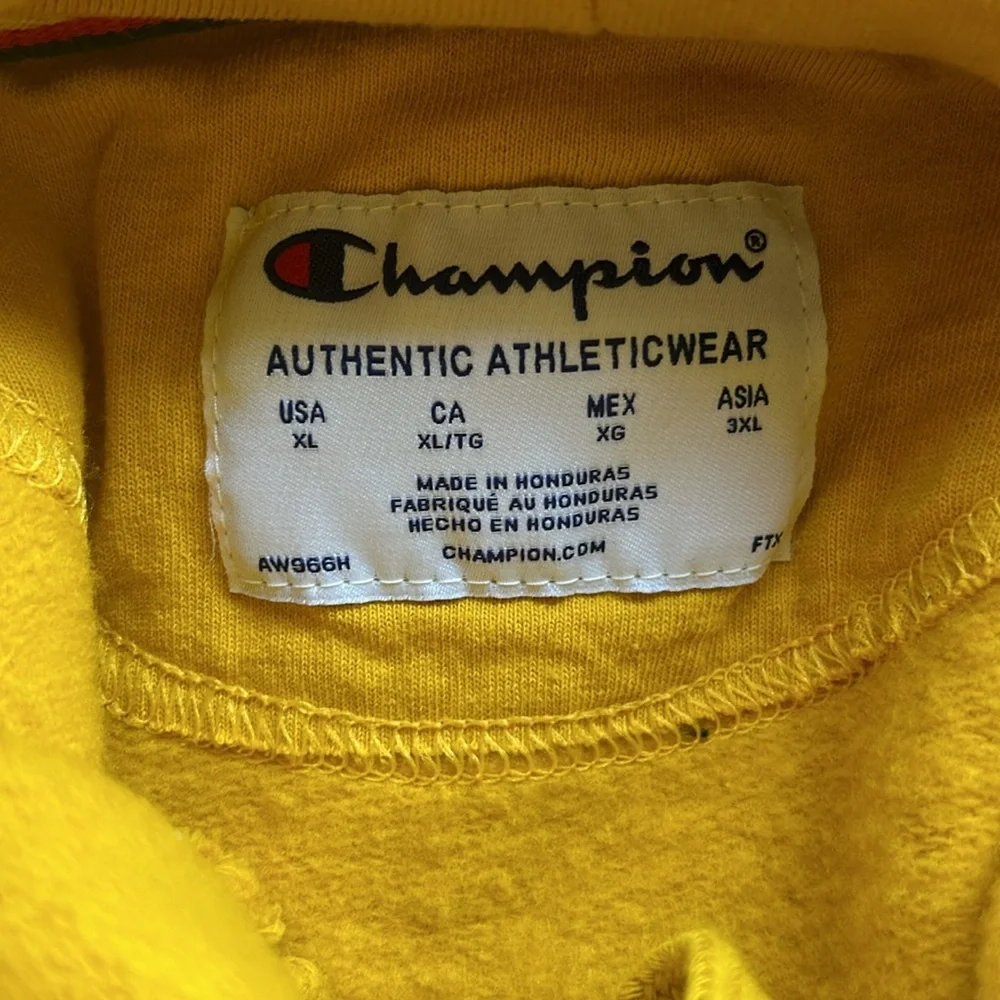 Champion®
AUTHENTIC ATHLETICWEAR
USA CA MEX ASIA
XL XL/TG XG 3XL
MADE IN HONDURAS
FABRIQUÉ AU HONDURAS
HECHO EN HONDURAS
AW966H CHAMPION.COM FTX